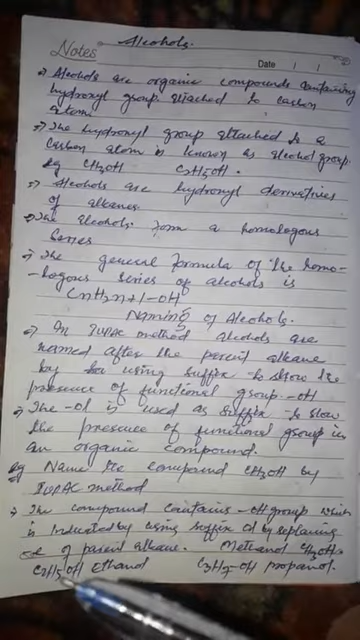 Alcohols.
Notes
Date
Alcohols are organic compounds containing
hydroxyl group attached to carbon
atom
The hydroxyl group attached to a
Carbon atom is known as alcohol group.
eg CH3OH C2H5OH.
Alcohols are hydroxyl derivatives
of alkanes
The alcohols form a homologous
Series
The general formula of the homo-
-logous series of alcohols is
CnH2n+1-OH
Naming of Alcohols.
In IUPAC method alcohols are
named after the parent alkane
by using suffix to show the
presence of functional group -OH
The -ol is used as suffix to show
the presence of functional group in
an organic compound.
eg Name the compound CH3OH by
IUPAC method
The compound contains -OH group which
is indicated by using suffix ol by replacing
of parent alkane. Methanol CH3OH.
C2H5OH Ethanol C3H7-OH propanol.